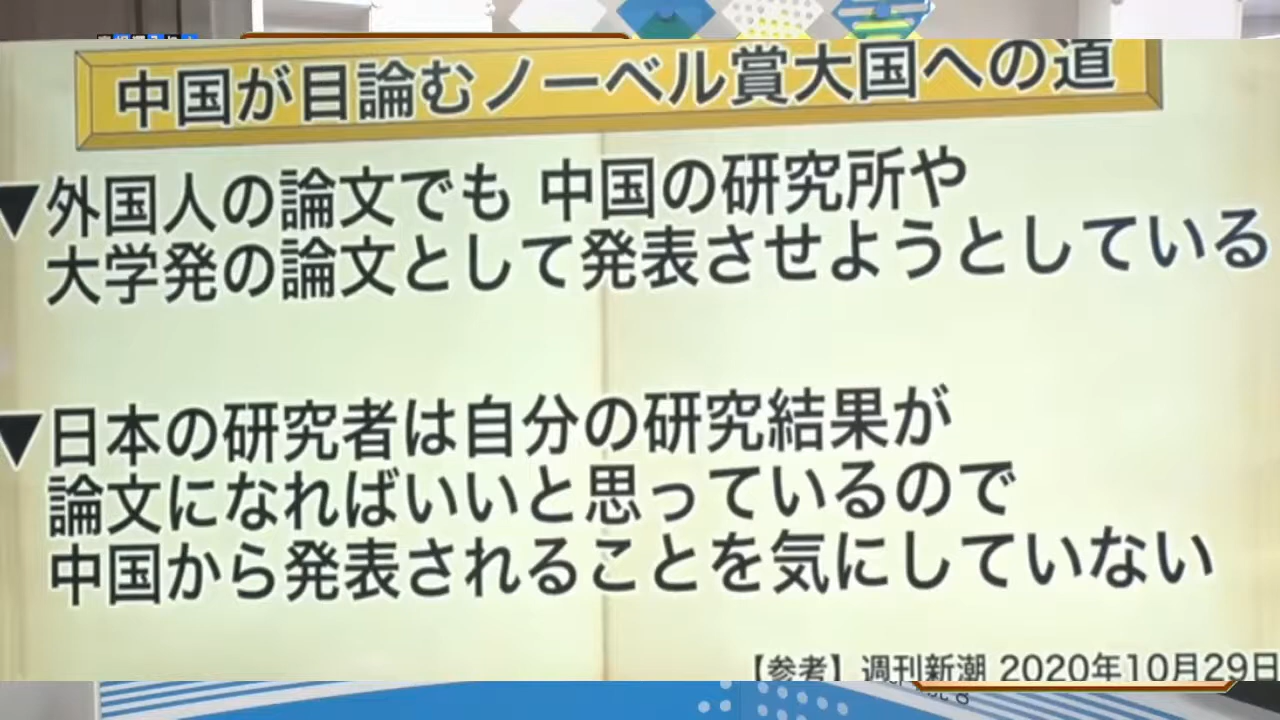 中国が目論むノーベル賞大国への道
▼外国人の論文でも 中国の研究所や
大学発の論文として発表させようとしている
▼日本の研究者は自分の研究結果が
論文になればいいと思っているので
中国から発表されることを気にしていない
【参考】週刊新潮 2020年10月29日